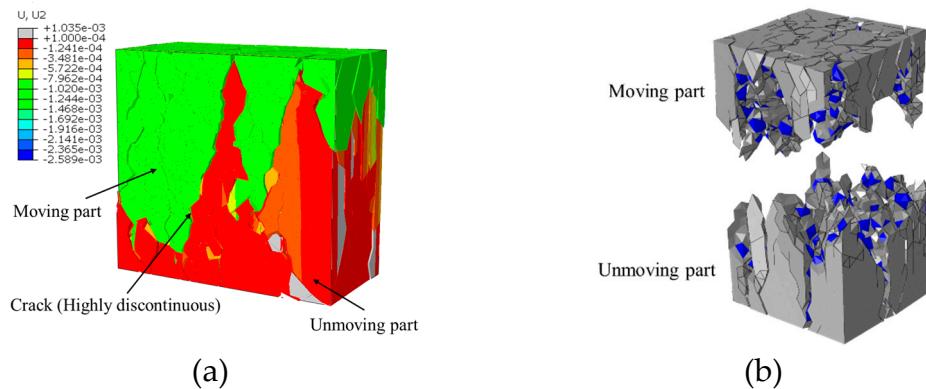 U, U2
+1.035e-03
+1.000e-04
-1.241e-04
-3.481e-04
-5.722e-04
-7.962e-04
-1.020e-03
-1.244e-03
-1.468e-03
-1.692e-03
-1.916e-03
-2.141e-03
-2.365e-03
-2.589e-03
Moving part
Crack (Highly discontinuous)
Unmoving part
(a)
Moving part
Unmoving part
(b)